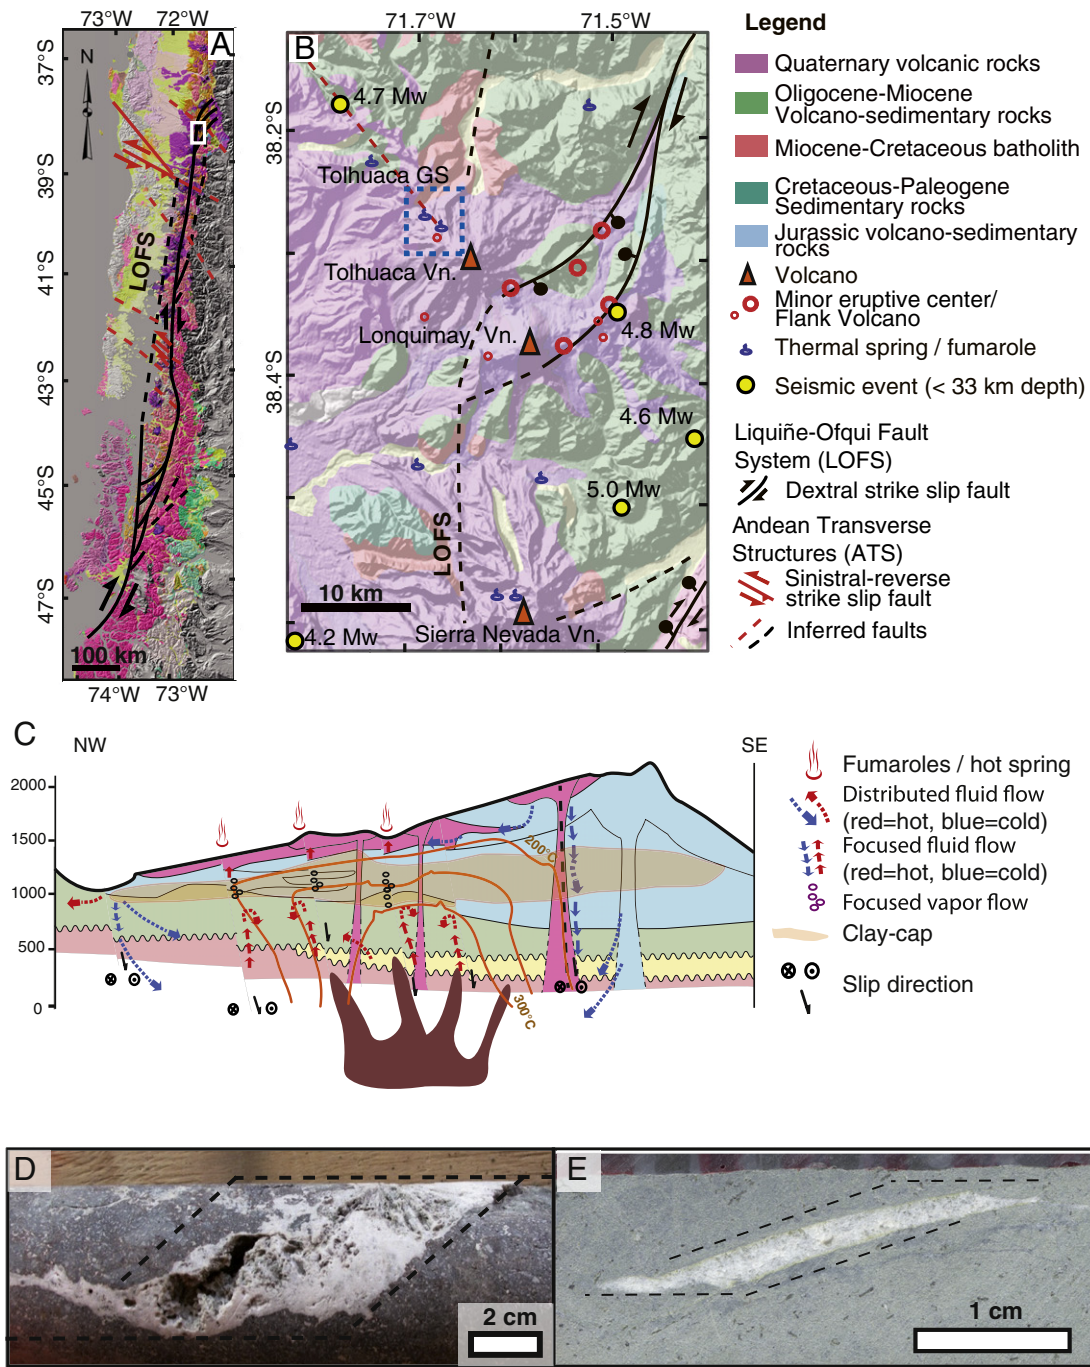 73°W 72°W
A
37°S
N
39°S
41°S
43°S
45°S
47°S
LOFS
100 km
74°W 73°W
71.7°W 71.5°W
B
38.2°S
38.4°S
4.7 Mw
Tolhuaca GS
Tolhuaca Vn.
Lonquimay Vn.
4.8 Mw
4.6 Mw
5.0 Mw
LOFS
10 km
Sierra Nevada Vn.
4.2 Mw
Legend
Quaternary volcanic rocks
Oligocene-Miocene
Volcano-sedimentary rocks
Miocene-Cretaceous batholith
Cretaceous-Paleogene
Sedimentary rocks
Jurassic volcano-sedimentary
rocks
Volcano
Minor eruptive center/
Flank Volcano
Thermal spring / fumarole
Seismic event (< 33 km depth)
Liquiñe-Ofqui Fault
System (LOFS)
Dextral strike slip fault
Andean Transverse
Structures (ATS)
Sinistral-reverse
strike slip fault
Inferred faults
C
NW
SE
2000
1500
1000
500
0
200°C
300°C
Fumaroles / hot spring
Distributed fluid flow
(red=hot, blue=cold)
Focused fluid flow
(red=hot, blue=cold)
Focused vapor flow
Clay-cap
Slip direction
D
2 cm
E
1 cm